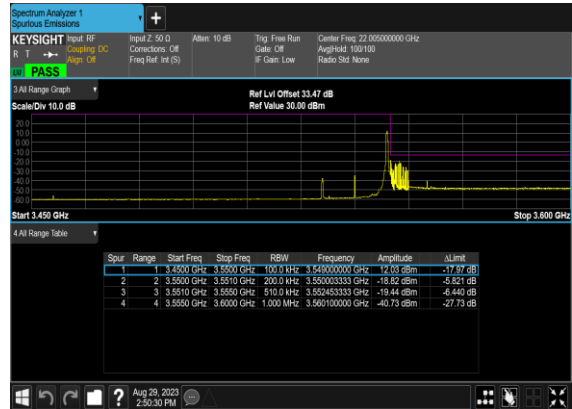 Spectrum Analyzer 1
Spurious Emissions
KEYSIGHT Input: RF Input Z: 50 Ω Atten: 10 dB Trig: Free Run Center Freq: 22.005000000 GHz
R T Coupling: DC Corrections: Off Gate: Off Avg|Hold: 100/100
Align: Off Freq Ref: Int (S) IF Gain: Low Radio Std: None
LW PASS
3 All Range Graph
Ref Lvl Offset 33.47 dB
Scale/Div 10.0 dB Ref Value 30.00 dBm
20.0
10.0
0.00
-10.0
-20.0
-30.0
-40.0
-50.0
-60.0
Start 3.450 GHz Stop 3.600 GHz
4 All Range Table
Spur Range Start Freq Stop Freq RBW Frequency Amplitude ΔLimit
1 1 3.4500 GHz 3.5500 GHz 100.0 kHz 3.549000000 GHz 12.03 dBm -17.97 dB
2 2 3.5500 GHz 3.5510 GHz 200.0 kHz 3.550003333 GHz -18.82 dBm -5.821 dB
3 3 3.5510 GHz 3.5550 GHz 510.0 kHz 3.552453333 GHz -19.44 dBm -6.440 dB
4 4 3.5550 GHz 3.6000 GHz 1.000 MHz 3.560100000 GHz -40.73 dBm -27.73 dB
? Aug 29, 2023
2:50:30 PM